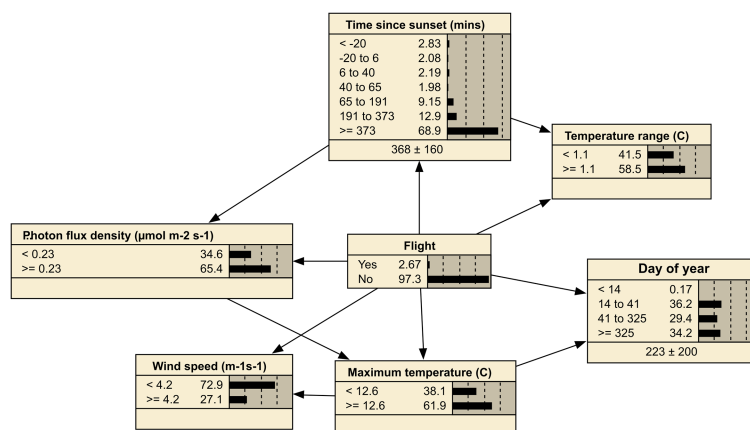 Time since sunset (mins)
< -20 2.83
-20 to 6 2.08
6 to 40 2.19
40 to 65 1.98
65 to 191 9.15
191 to 373 12.9
>= 373 68.9
368 ± 160
Temperature range (C)
< 1.1 41.5
>= 1.1 58.5
Photon flux density (μmol m-2 s-1)
< 0.23 34.6
>= 0.23 65.4
Flight
Yes 2.67
No 97.3
Day of year
< 14 0.17
14 to 41 36.2
41 to 325 29.4
>= 325 34.2
223 ± 200
Wind speed (m-1s-1)
< 4.2 72.9
>= 4.2 27.1
Maximum temperature (C)
< 12.6 38.1
>= 12.6 61.9